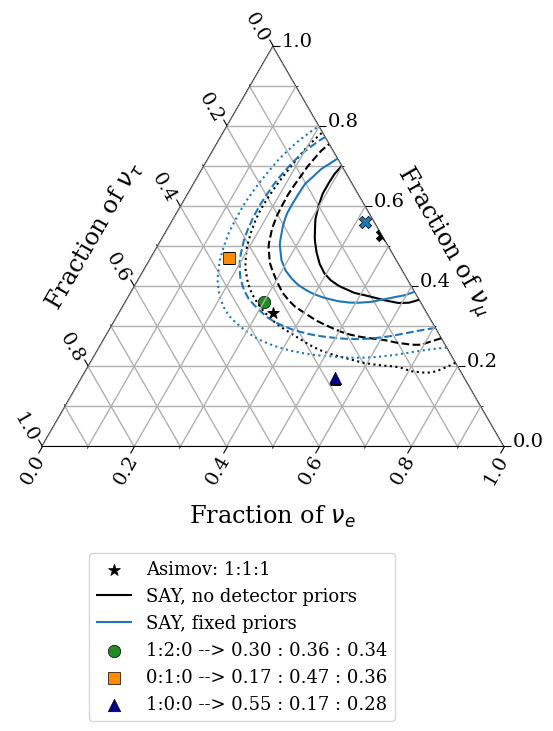 0.0
1.0
0.2
0.8
Fraction of ντ
Fraction of νμ
0.4
0.6
0.6
0.4
0.8
0.2
1.0
0.0
0.0
0.2
0.4
0.6
0.8
1.0
Fraction of νe
Asimov: 1:1:1
SAY, no detector priors
SAY, fixed priors
1:2:0 --> 0.30 : 0.36 : 0.34
0:1:0 --> 0.17 : 0.47 : 0.36
1:0:0 --> 0.55 : 0.17 : 0.28